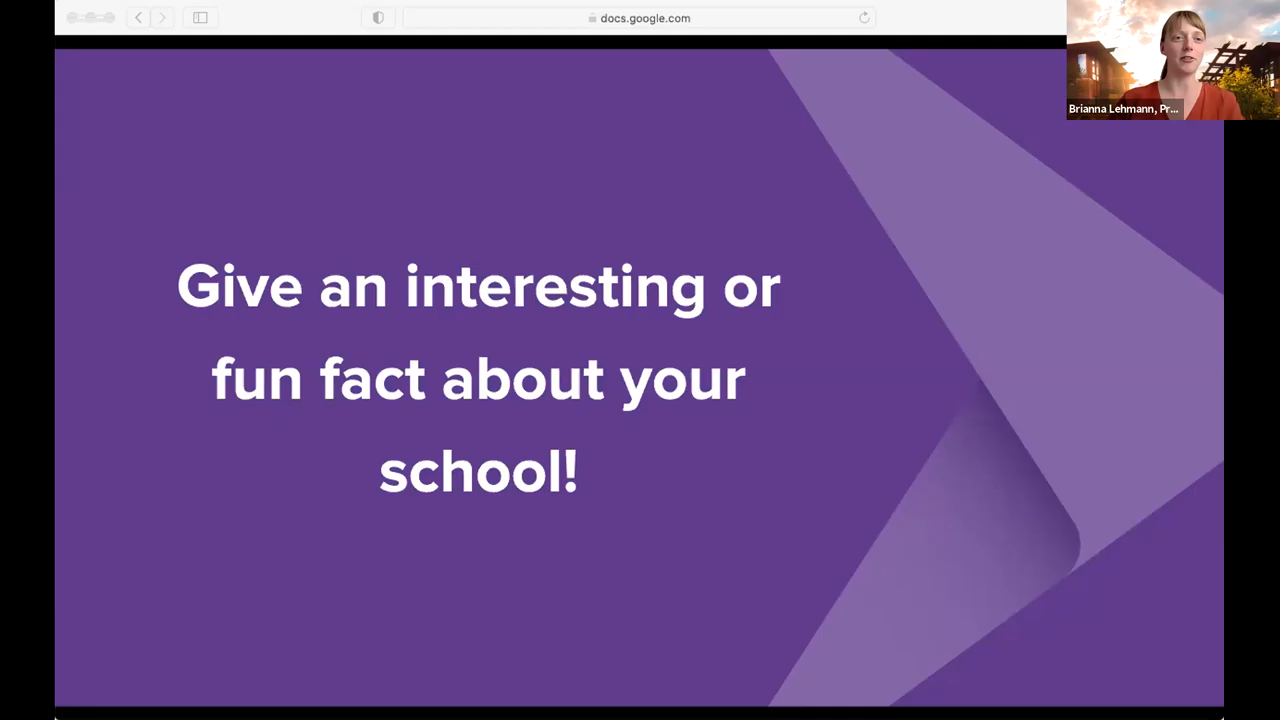 docs.google.com
Brianna Lehmann, Pr...
Give an interesting or
fun fact about your
school!